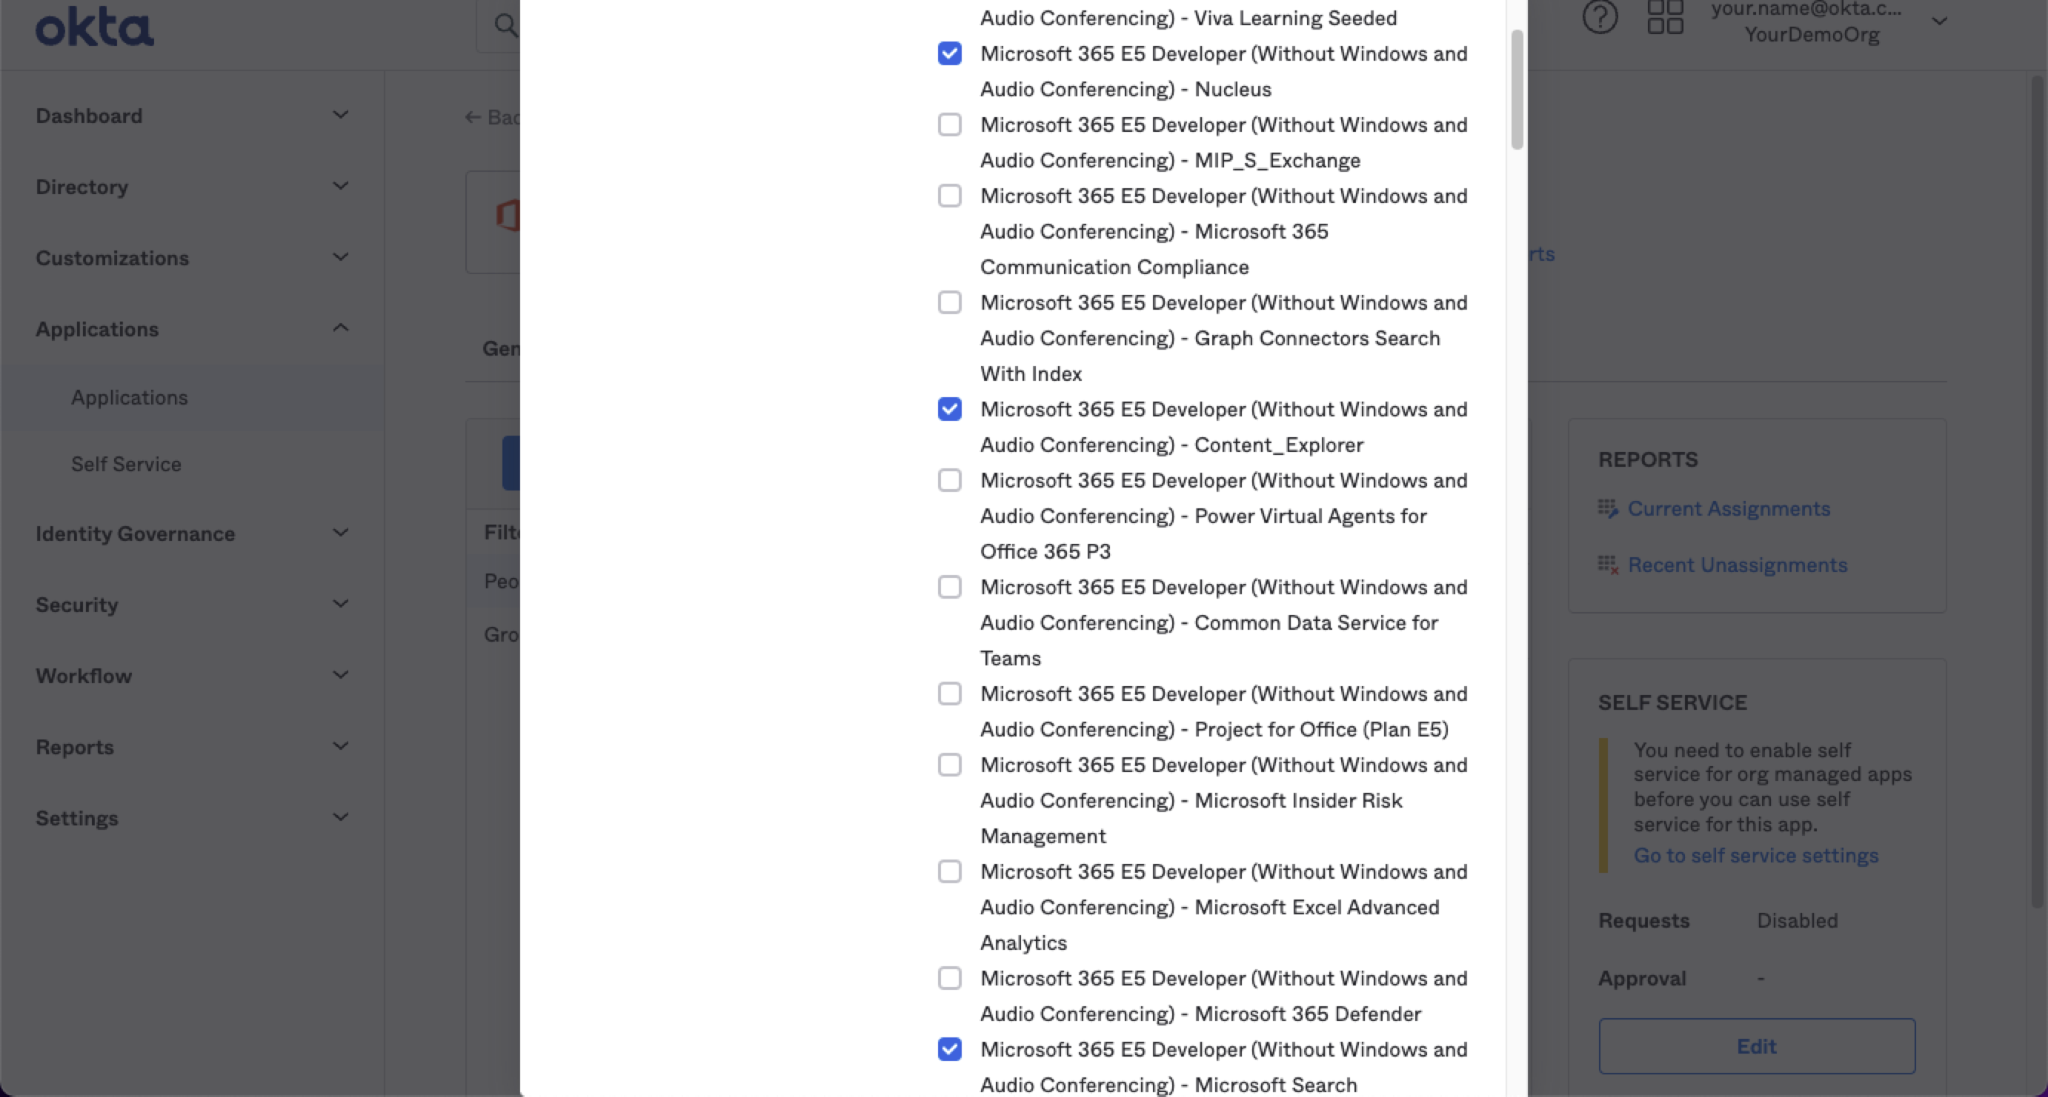 okta
your.name@okta.c...
YourDemoOrg
Dashboard
Directory
Customizations
Applications
Applications
Self Service
Identity Governance
Security
Workflow
Reports
Settings
← Bac
Gen
Filte
Peo
Gro
Audio Conferencing) - Viva Learning Seeded
Microsoft 365 E5 Developer (Without Windows and
Audio Conferencing) - Nucleus
Microsoft 365 E5 Developer (Without Windows and
Audio Conferencing) - MIP_S_Exchange
Microsoft 365 E5 Developer (Without Windows and
Audio Conferencing) - Microsoft 365
Communication Compliance
Microsoft 365 E5 Developer (Without Windows and
Audio Conferencing) - Graph Connectors Search
With Index
Microsoft 365 E5 Developer (Without Windows and
Audio Conferencing) - Content_Explorer
Microsoft 365 E5 Developer (Without Windows and
Audio Conferencing) - Power Virtual Agents for
Office 365 P3
Microsoft 365 E5 Developer (Without Windows and
Audio Conferencing) - Common Data Service for
Teams
Microsoft 365 E5 Developer (Without Windows and
Audio Conferencing) - Project for Office (Plan E5)
Microsoft 365 E5 Developer (Without Windows and
Audio Conferencing) - Microsoft Insider Risk
Management
Microsoft 365 E5 Developer (Without Windows and
Audio Conferencing) - Microsoft Excel Advanced
Analytics
Microsoft 365 E5 Developer (Without Windows and
Audio Conferencing) - Microsoft 365 Defender
Microsoft 365 E5 Developer (Without Windows and
Audio Conferencing) - Microsoft Search
rts
REPORTS
Current Assignments
Recent Unassignments
SELF SERVICE
You need to enable self
service for org managed apps
before you can use self
service for this app.
Go to self service settings
Requests Disabled
Approval -
Edit